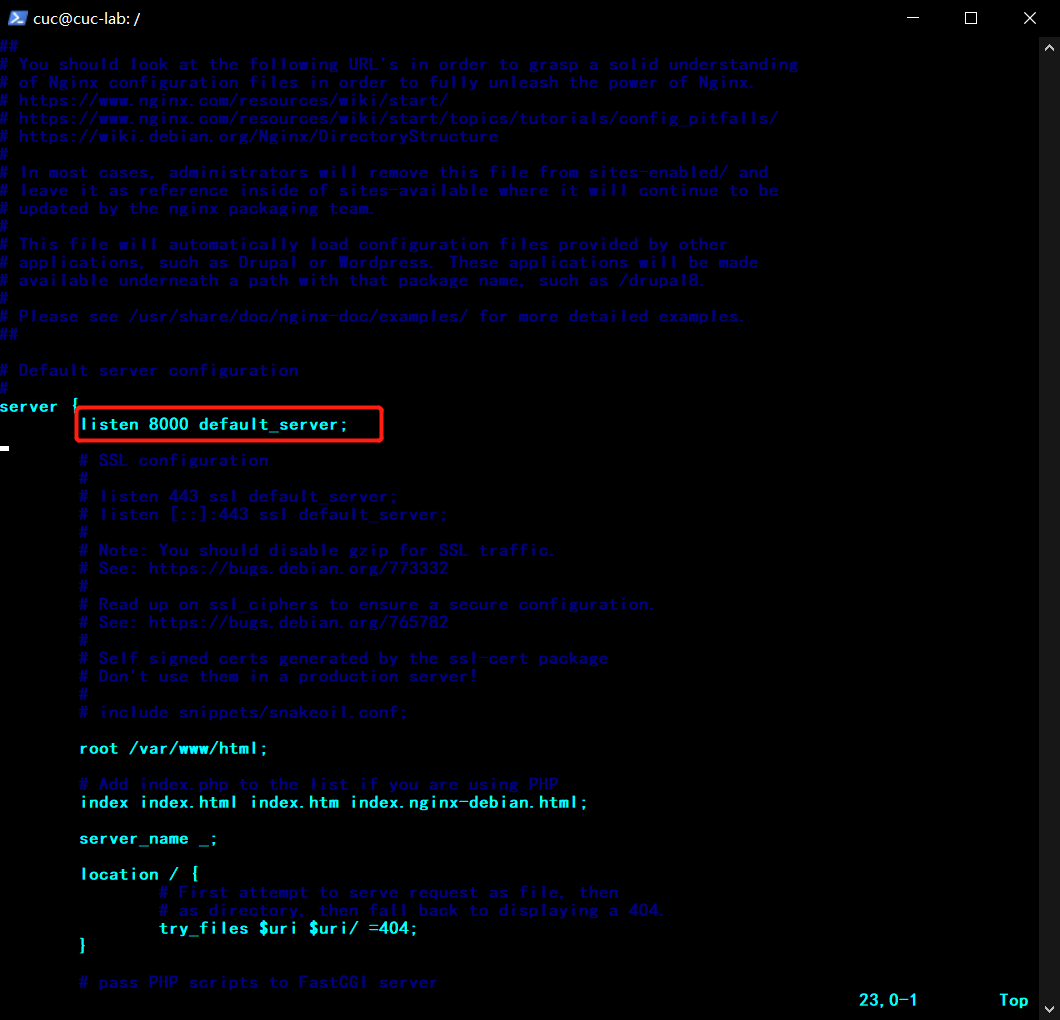 cuc@cuc-lab: /
##
# You should look at the following URL's in order to grasp a solid understanding
# of Nginx configuration files in order to fully unleash the power of Nginx.
# https://www.nginx.com/resources/wiki/start/
# https://www.nginx.com/resources/wiki/start/topics/tutorials/config_pitfalls/
# https://wiki.debian.org/Nginx/DirectoryStructure
#
# In most cases, administrators will remove this file from sites-enabled/ and
# leave it as reference inside of sites-available where it will continue to be
# updated by the nginx packaging team.
#
# This file will automatically load configuration files provided by other
# applications, such as Drupal or Wordpress. These applications will be made
# available underneath a path with that package name, such as /drupal8.
#
# Please see /usr/share/doc/nginx-doc/examples/ for more detailed examples.
##
# Default server configuration
#
server {
listen 8000 default_server;
# SSL configuration
#
# listen 443 ssl default_server;
# listen [::]:443 ssl default_server;
#
# Note: You should disable gzip for SSL traffic.
# See: https://bugs.debian.org/773332
#
# Read up on ssl_ciphers to ensure a secure configuration.
# See: https://bugs.debian.org/765782
#
# Self signed certs generated by the ssl-cert package
# Don't use them in a production server!
#
# include snippets/snakeoil.conf;
root /var/www/html;
# Add index.php to the list if you are using PHP
index index.html index.htm index.nginx-debian.html;
server_name _;
location / {
# First attempt to serve request as file, then
# as directory, then fall back to displaying a 404.
try_files $uri $uri/ =404;
}
# pass PHP scripts to FastCGI server
23,0-1 Top